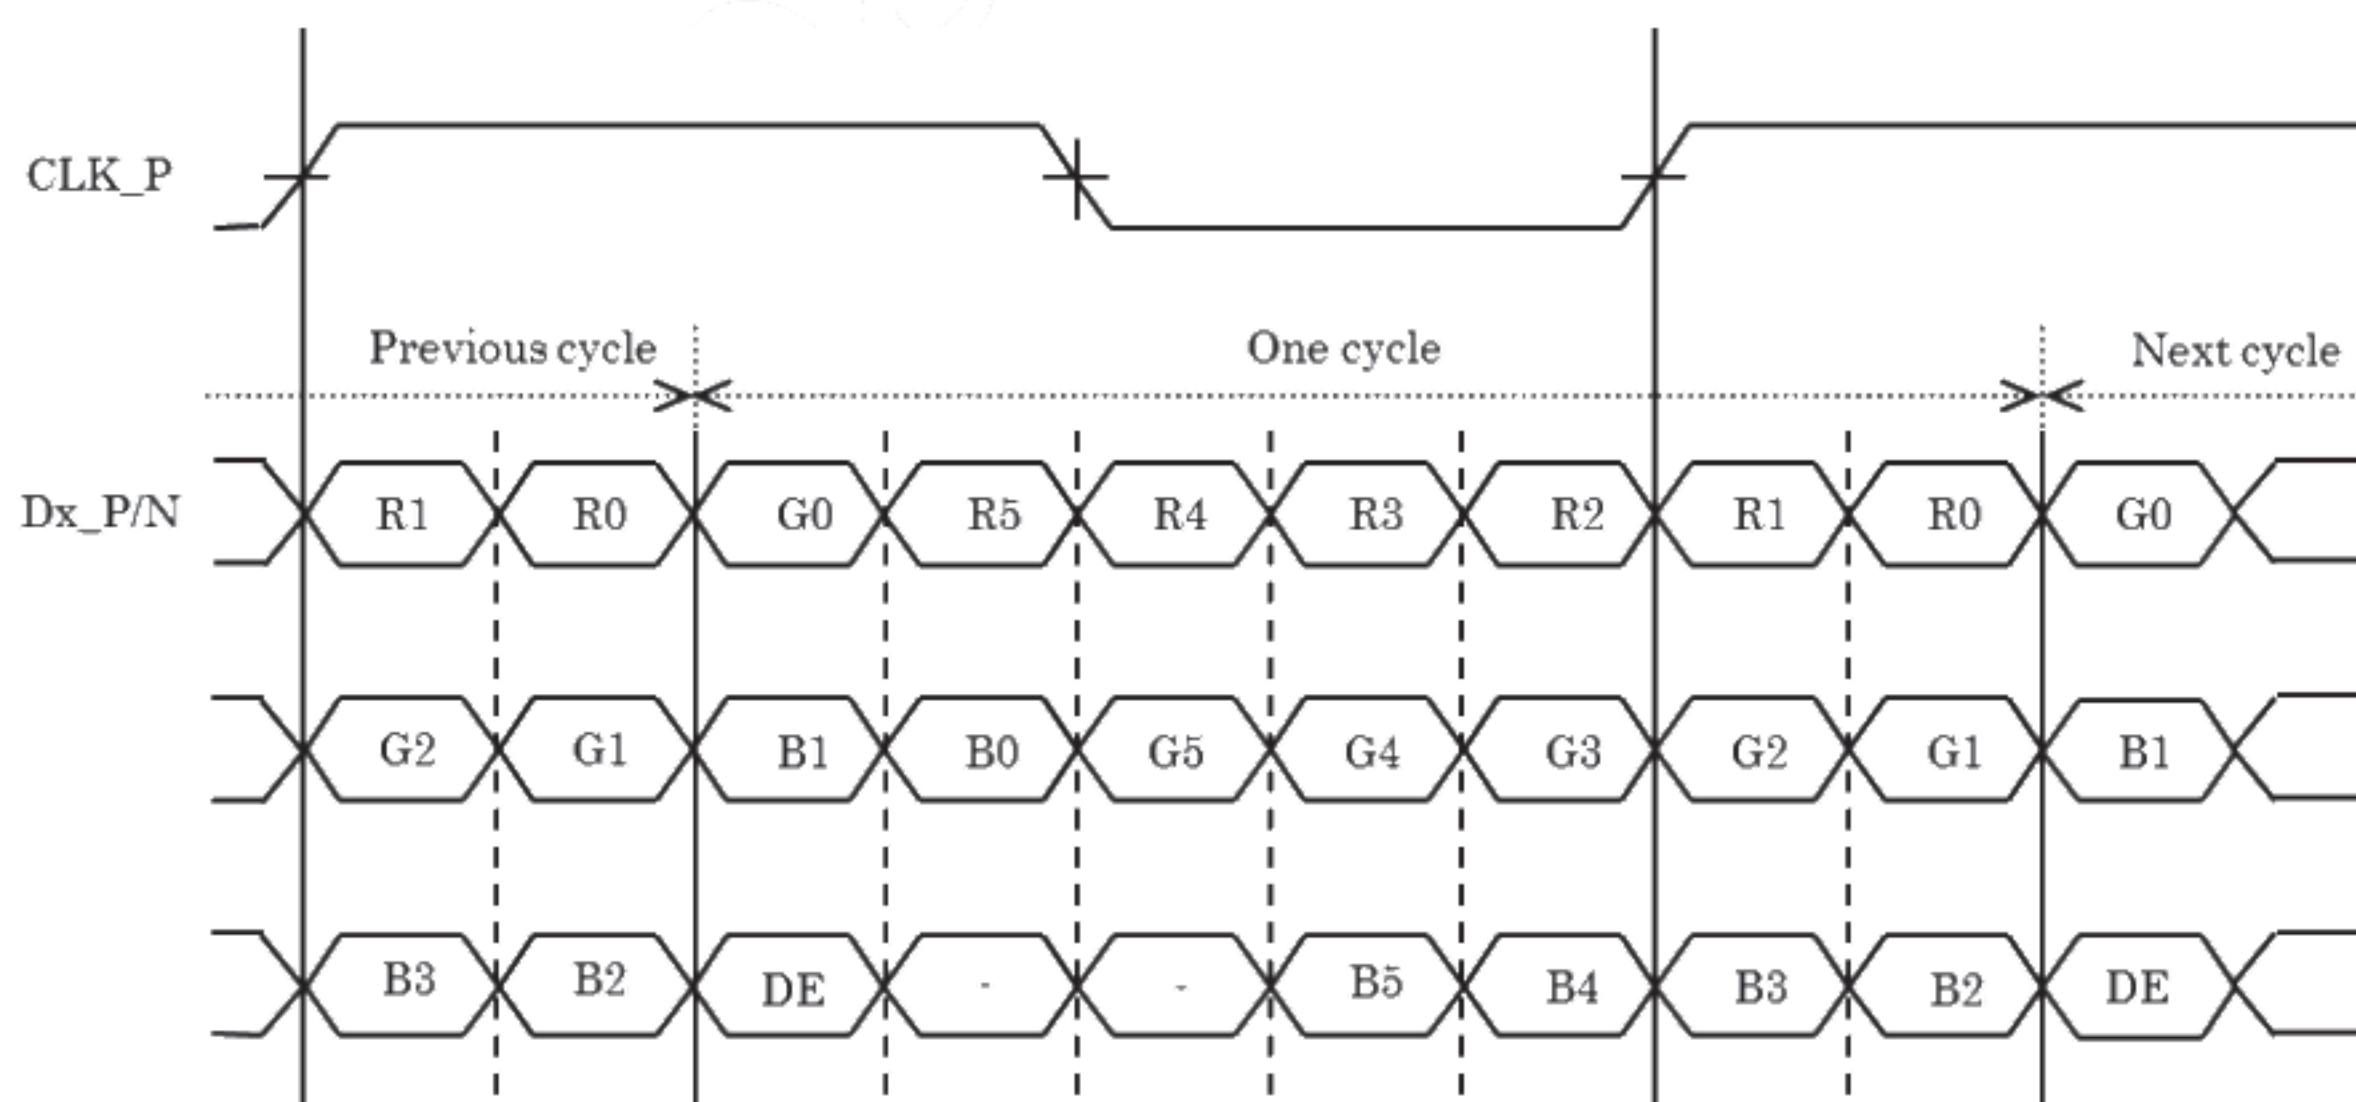 CLK_P
Previous cycle One cycle Next cycle
Dx_P/N R1 R0 G0 R5 R4 R3 R2 R1 R0 G0
G2 G1 B1 B0 G5 G4 G3 G2 G1 B1
B3 B2 DE - - B5 B4 B3 B2 DE